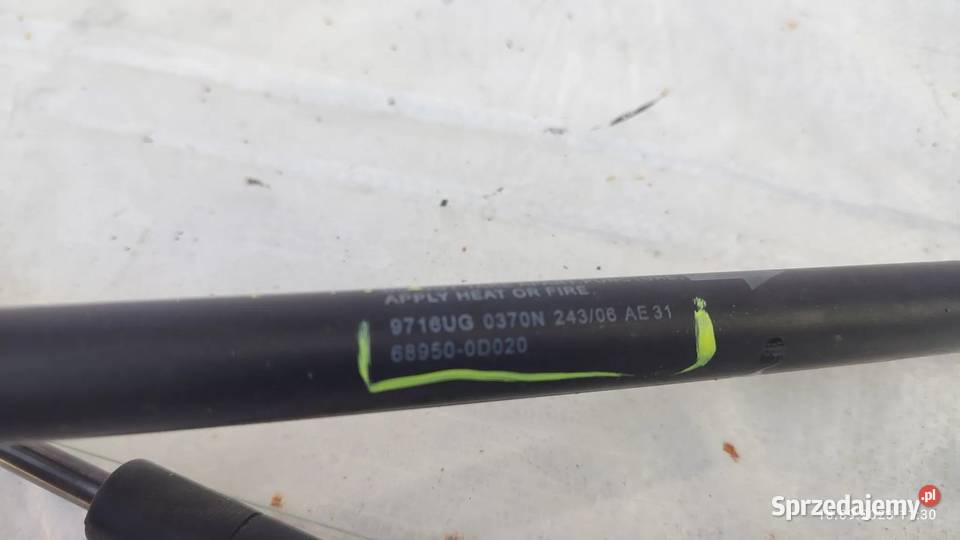 APPLY HEAT OR FIRE
9716UG 0370N 243/06 AE 31
68950-0D020
Sprzedajemy.pl